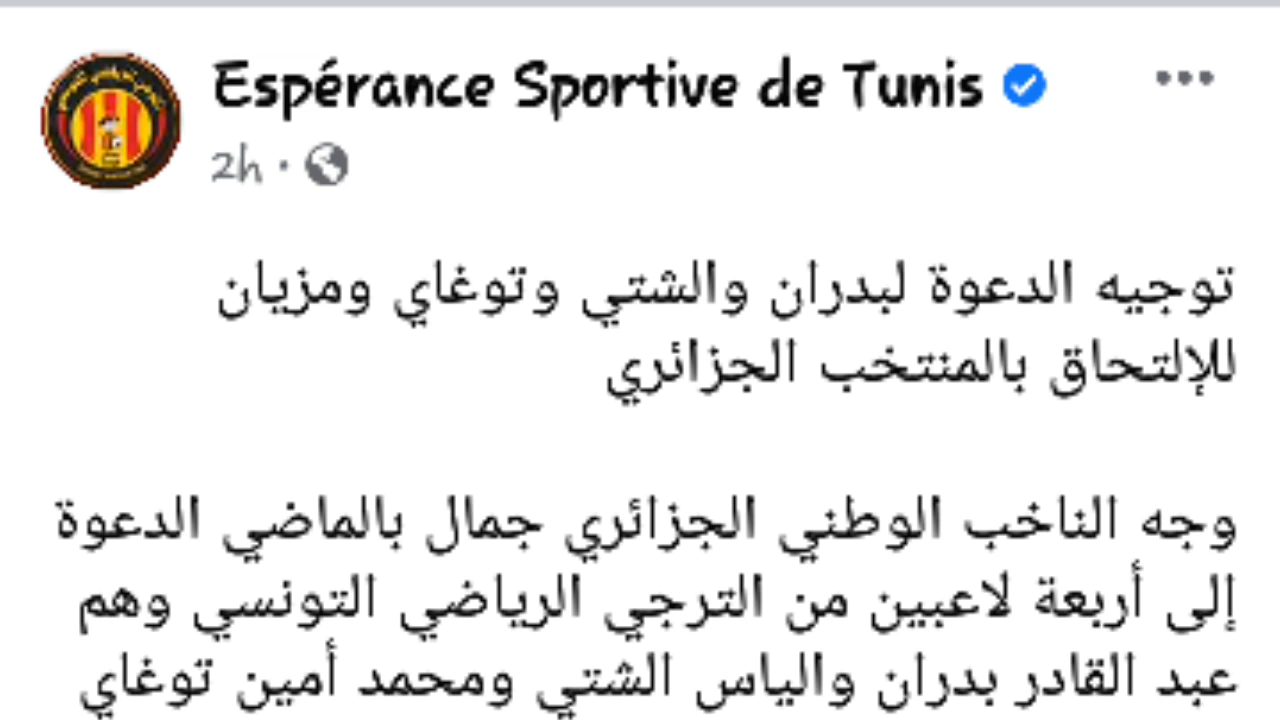 Espérance Sportive de Tunis
2h ·
توجيه الدعوة لبدران والشتي وتوغاي ومزيان
للإلتحاق بالمنتخب الجزائري
وجه الناخب الوطني الجزائري جمال بالماضي الدعوة
إلى أربعة لاعبين من الترجي الرياضي التونسي وهم
عبد القادر بدران والياس الشتي ومحمد أمين توغاي